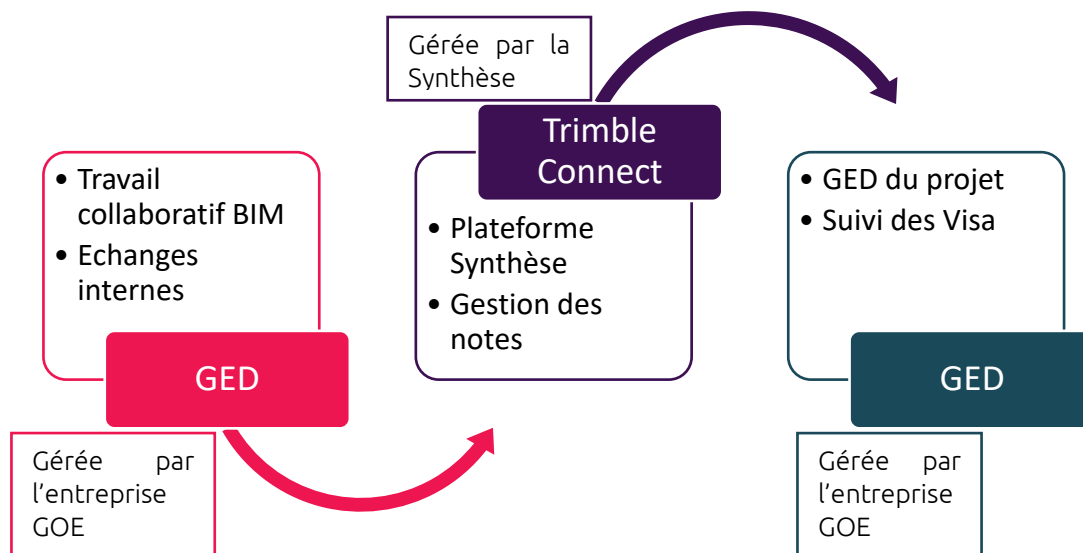 • Travail
collaboratif BIM
• Echanges
internes
GED
Gérée par
l'entreprise
GOE
Gérée par la
Synthèse
Trimble
Connect
• Plateforme
Synthèse
• Gestion des
notes
• GED du projet
• Suivi des Visa
GED
Gérée par
l'entreprise
GOE